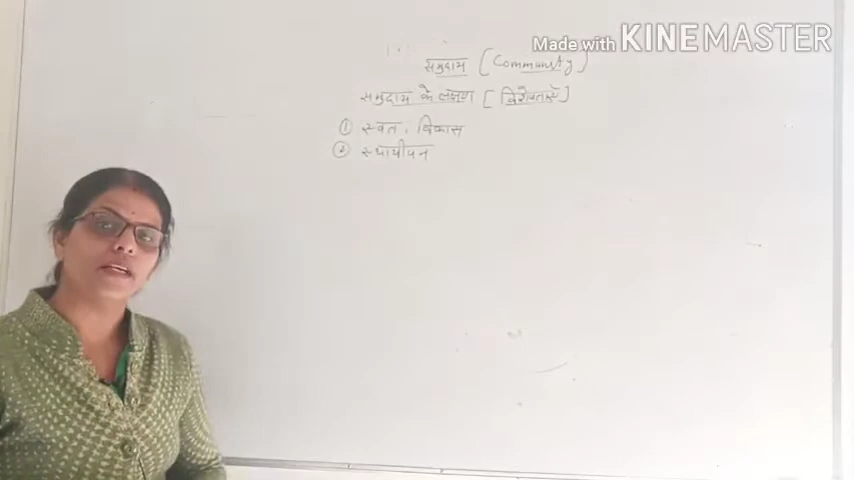 Made with KINEMASTER
समुदाय [Community]
समुदाय के लक्षण [विशेषताएँ]
① स्वतः विकास
② स्थायीपन